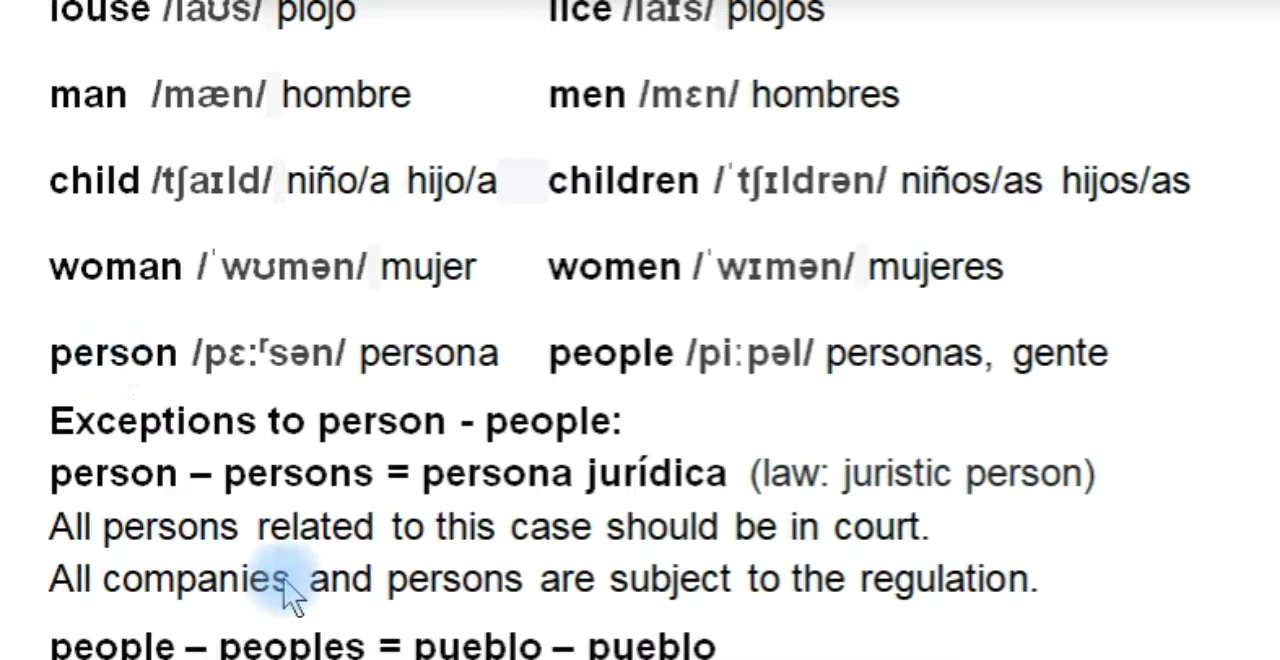 louse /laʊs/ piojo lice /laɪs/ piojos
man /mæn/ hombre men /mɛn/ hombres
child /tʃaɪld/ niño/a hijo/a children /ˈtʃɪldrən/ niños/as hijos/as
woman /ˈwʊmən/ mujer women /ˈwɪmən/ mujeres
person /pɛːʳsən/ persona people /piːpəl/ personas, gente
Exceptions to person - people:
person – persons = persona jurídica (law: juristic person)
All persons related to this case should be in court.
All companies and persons are subject to the regulation.
people – peoples = pueblo – pueblo